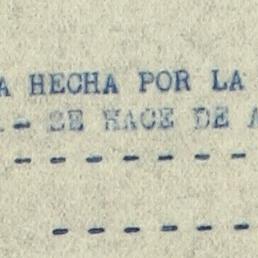 A HECHA POR LA
- SE HACE DE A
- - - - - - -
- - - - - -